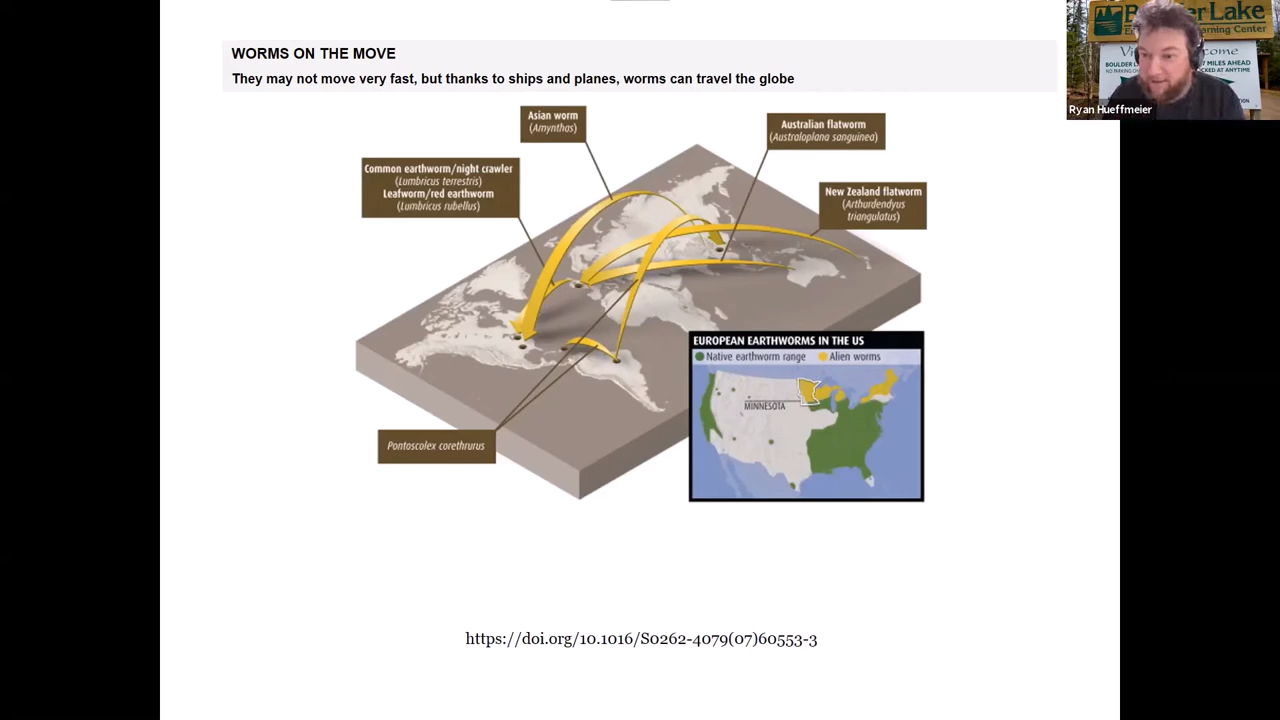 WORMS ON THE MOVE
They may not move very fast, but thanks to ships and planes, worms can travel the globe
Asian worm
(Amynthas)
Australian flatworm
(Australoplana sanguinea)
Common earthworm/night crawler
(Lumbricus terrestris)
Leafworm/red earthworm
(Lumbricus rubellus)
New Zealand flatworm
(Arthurdendyus
triangulatus)
Pontoscolex corethrurus
EUROPEAN EARTHWORMS IN THE US
Native earthworm range
Alien worms
MINNESOTA
https://doi.org/10.1016/S0262-4079(07)60553-3
Lake
Center
MILES AHEAD
Ryan Hueffmeier